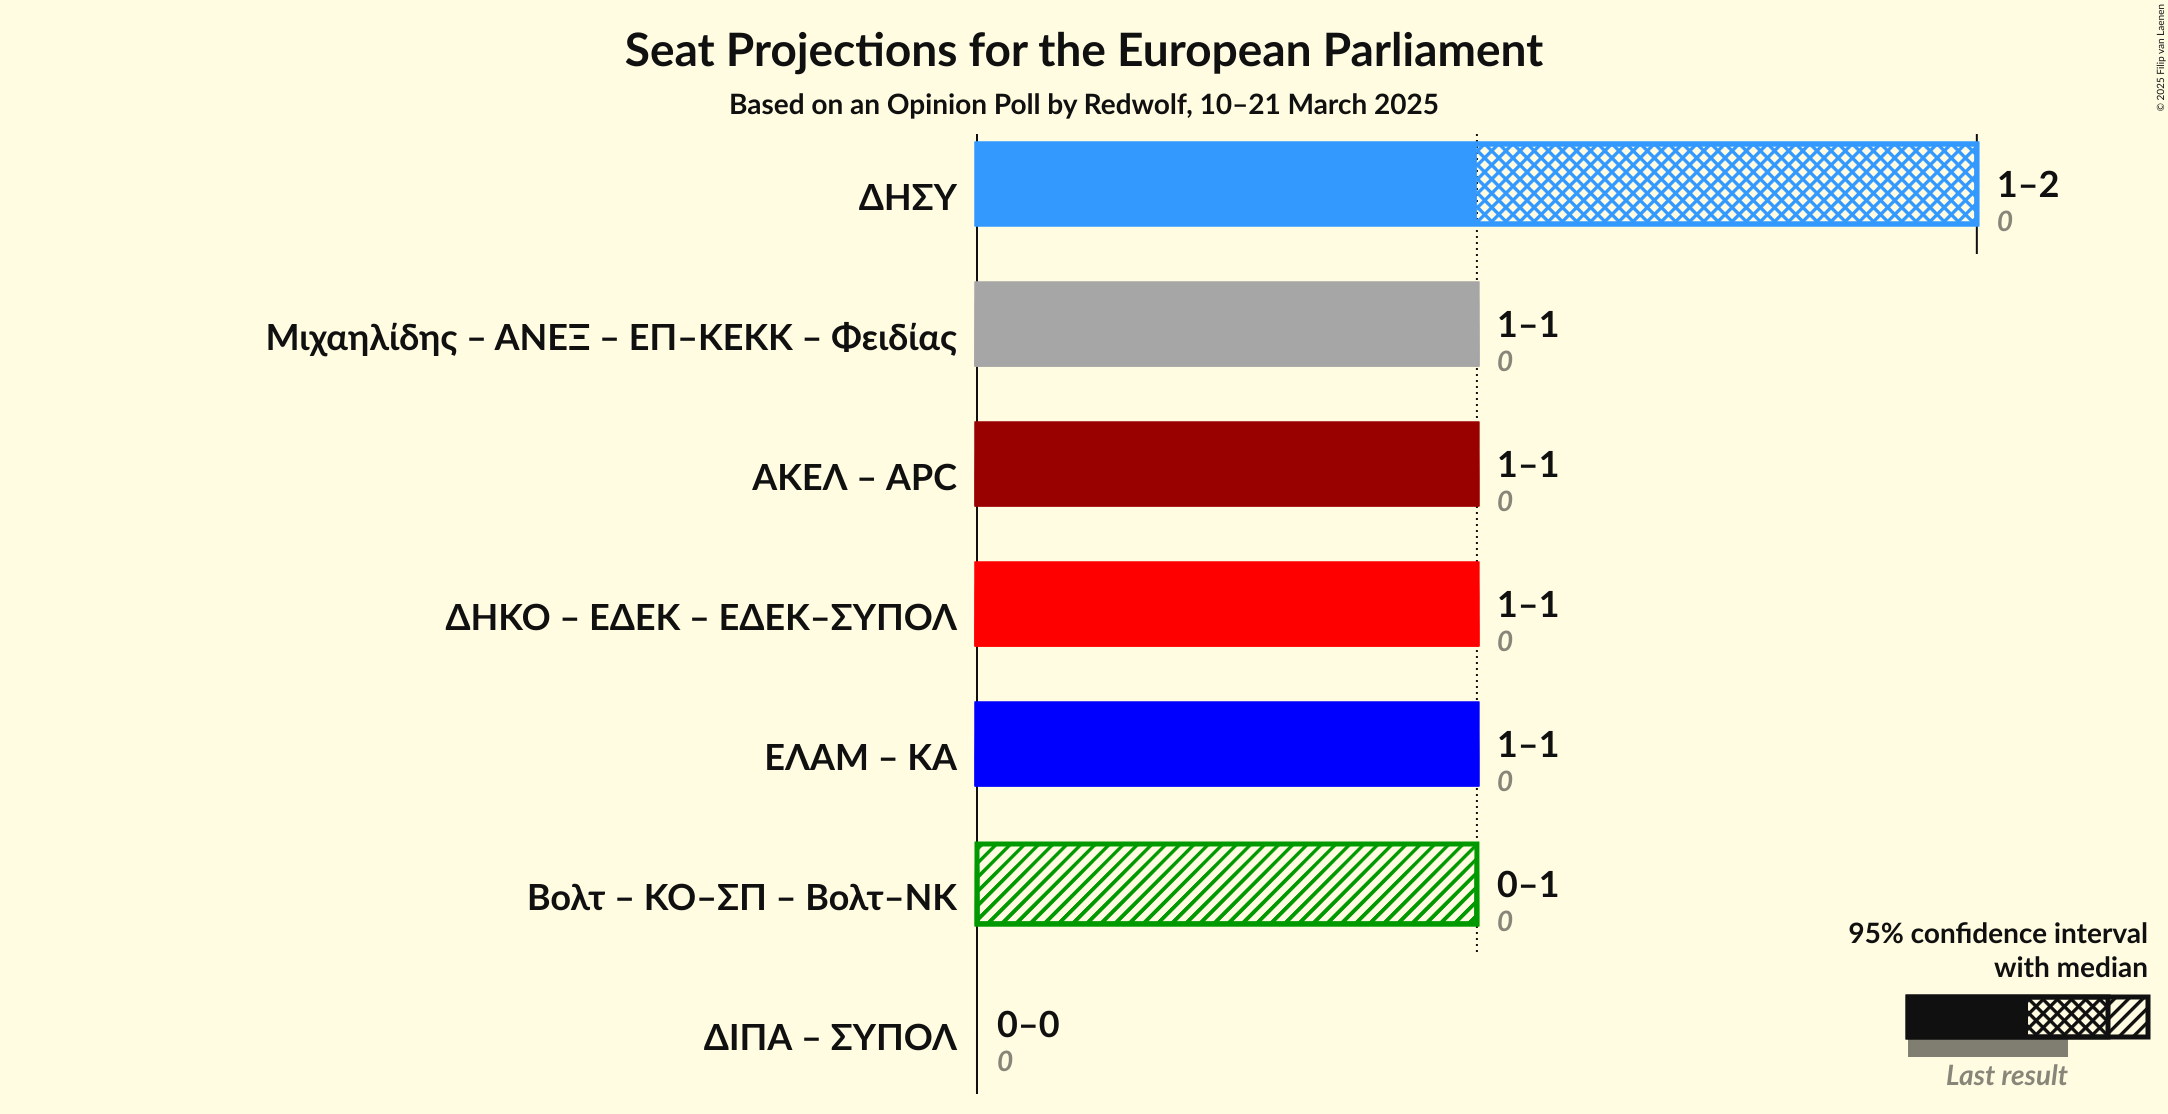 Seat Projections for the European Parliament
Based on an Opinion Poll by Redwolf, 10–21 March 2025
© 2025 Filip van Laenen
ΔΗΣΥ
1–2
0
Μιχαηλίδης – ΑΝΕΞ – ΕΠ–ΚΕΚΚ – Φειδίας
1–1
0
ΑΚΕΛ – APC
1–1
0
ΔΗΚΟ – ΕΔΕΚ – ΕΔΕΚ–ΣΥΠΟΛ
1–1
0
ΕΛΑΜ – ΚΑ
1–1
0
Βολτ – ΚΟ–ΣΠ – Βολτ–ΝΚ
0–1
0
ΔΙΠΑ – ΣΥΠΟΛ
0–0
0
95% confidence interval
with median
Last result